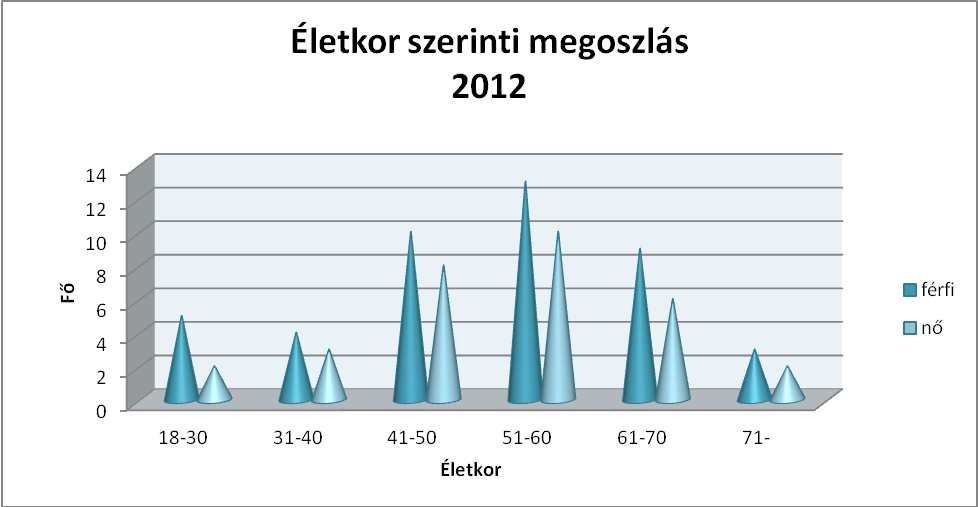 Életkor szerinti megoszlás
2012
14
12
10
8
6
4
2
0
Fő
18-30 31-40 41-50 51-60 61-70 71-
Életkor
férfi
nő